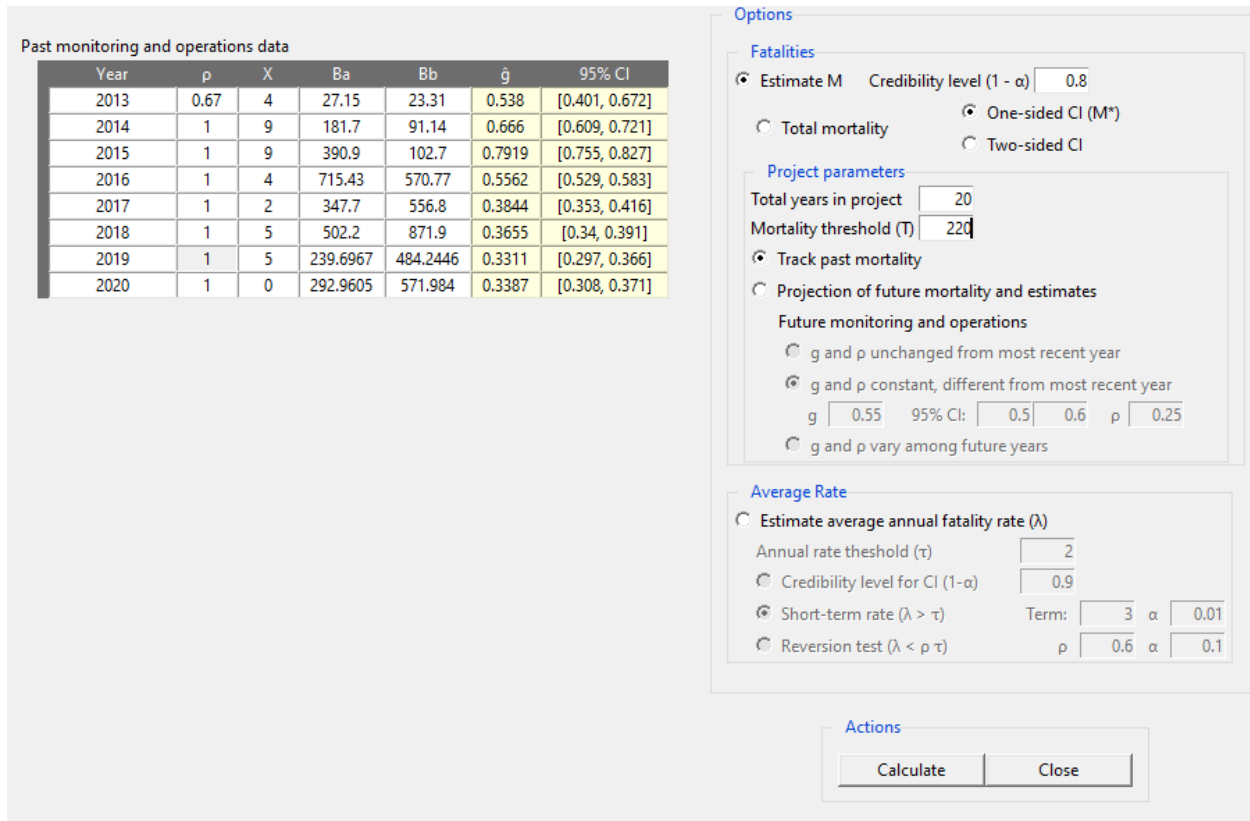 Past monitoring and operations data
Year ρ X Ba Bb ĝ 95% CI
2013 0.67 4 27.15 23.31 0.538 [0.401, 0.672]
2014 1 9 181.7 91.14 0.666 [0.609, 0.721]
2015 1 9 390.9 102.7 0.7919 [0.755, 0.827]
2016 1 4 715.43 570.77 0.5562 [0.529, 0.583]
2017 1 2 347.7 556.8 0.3844 [0.353, 0.416]
2018 1 5 502.2 871.9 0.3655 [0.34, 0.391]
2019 1 5 239.6967 484.2446 0.3311 [0.297, 0.366]
2020 1 0 292.9605 571.984 0.3387 [0.308, 0.371]
Options
Fatalities
Estimate M Credibility level (1 - α) 0.8
Total mortality
One-sided CI (M*)
Two-sided CI
Project parameters
Total years in project 20
Mortality threshold (T) 220
Track past mortality
Projection of future mortality and estimates
Future monitoring and operations
g and ρ unchanged from most recent year
g and ρ constant, different from most recent year
g 0.55 95% CI: 0.5 0.6 ρ 0.25
g and ρ vary among future years
Average Rate
Estimate average annual fatality rate (λ)
Annual rate theshold (τ) 2
Credibility level for CI (1-α) 0.9
Short-term rate (λ > τ) Term: 3 α 0.01
Reversion test (λ < ρ τ) ρ 0.6 α 0.1
Actions
Calculate Close